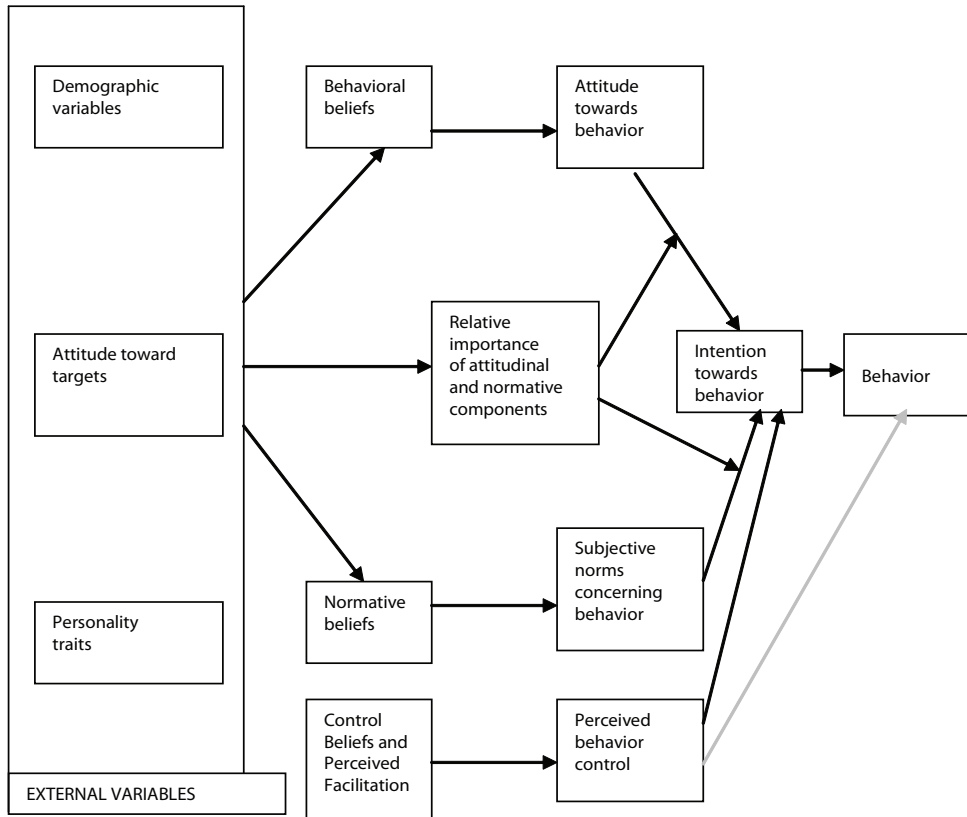 Demographic
variables
Behavioral
beliefs
Attitude
towards
behavior
Attitude toward
targets
Relative
importance
of attitudinal
and normative
components
Intention
towards
behavior
Behavior
Personality
traits
Normative
beliefs
Subjective
norms
concerning
behavior
Control
Beliefs and
Perceived
Facilitation
Perceived
behavior
control
EXTERNAL VARIABLES